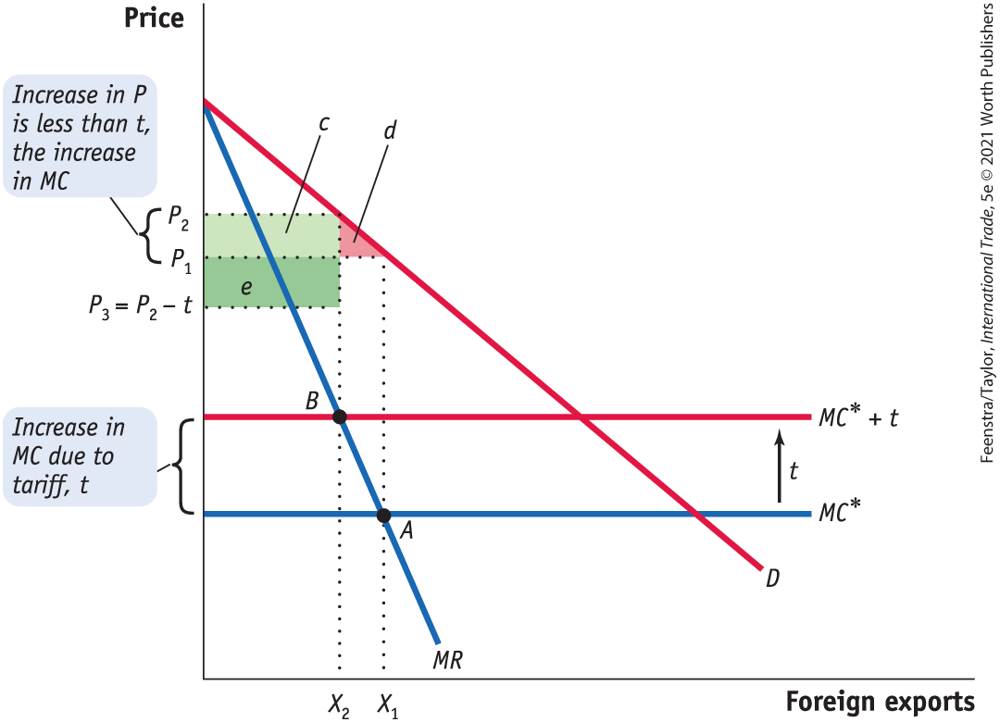 Price
Increase in P
is less than t,
the increase
in MC
c
d
P₂
P₁
e
P₃ = P₂ – t
B
MC* + t
Increase in
MC due to
tariff, t
t
MC*
A
D
MR
X₂
X₁
Foreign exports
Feenstra/Taylor, International Trade, 5e © 2021 Worth Publishers